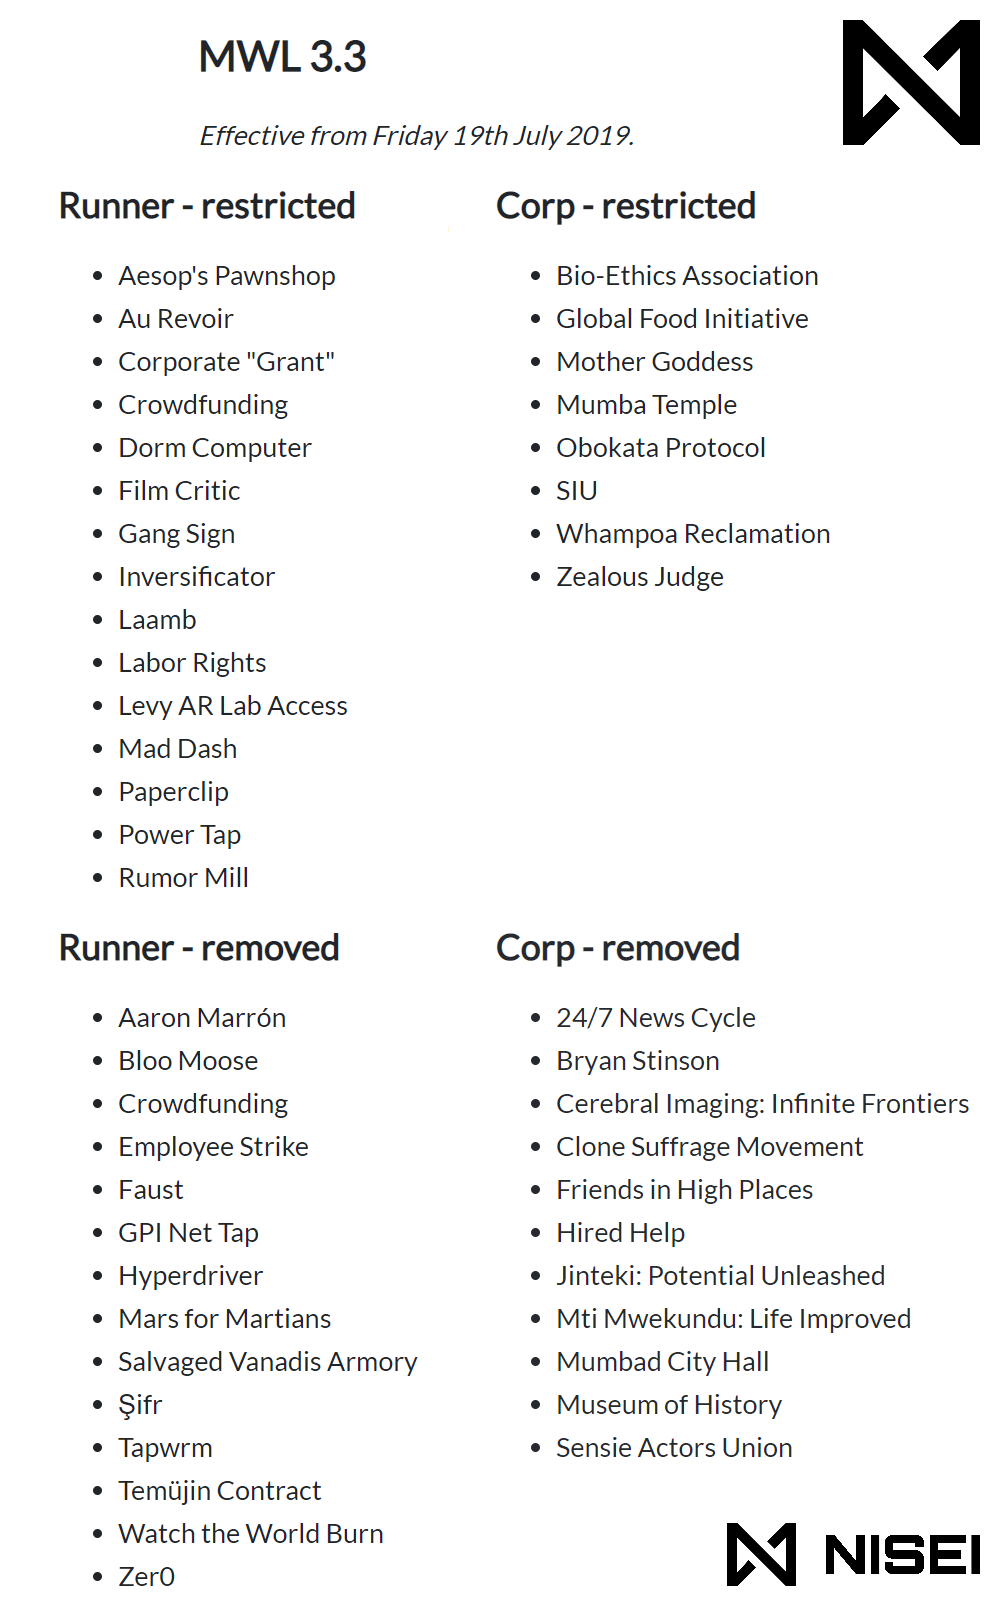 MWL 3.3
Effective from Friday 19th July 2019.
Runner - restricted
Aesop's Pawnshop
Au Revoir
Corporate "Grant"
Crowdfunding
Dorm Computer
Film Critic
Gang Sign
Inversificator
Laamb
Labor Rights
Levy AR Lab Access
Mad Dash
Paperclip
Power Tap
Rumor Mill
Corp - restricted
Bio-Ethics Association
Global Food Initiative
Mother Goddess
Mumba Temple
Obokata Protocol
SIU
Whampoa Reclamation
Zealous Judge
Runner - removed
Aaron Marrón
Bloo Moose
Crowdfunding
Employee Strike
Faust
GPI Net Tap
Hyperdriver
Mars for Martians
Salvaged Vanadis Armory
Şifr
Tapwrm
Temüjin Contract
Watch the World Burn
Zer0
Corp - removed
24/7 News Cycle
Bryan Stinson
Cerebral Imaging: Infinite Frontiers
Clone Suffrage Movement
Friends in High Places
Hired Help
Jinteki: Potential Unleashed
Mti Mwekundu: Life Improved
Mumbad City Hall
Museum of History
Sensie Actors Union
NISEI